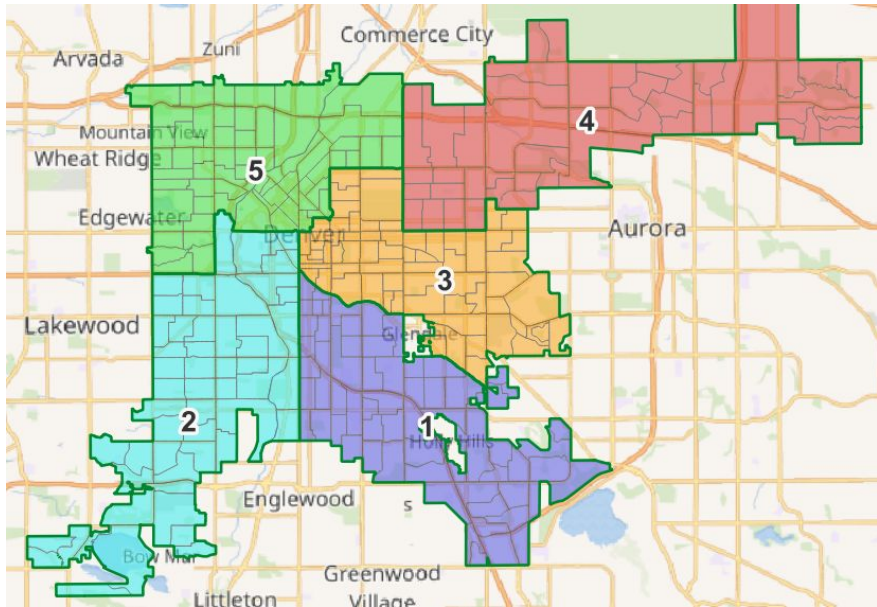 Commerce City
Zuni
Arvada
4
Mountain View
Wheat Ridge
5
Edgewater
Aurora
Denver
3
Lakewood
Glendale
2
1
Holly Hills
Englewood
s
Bow Mar
Greenwood
Village
Littleton